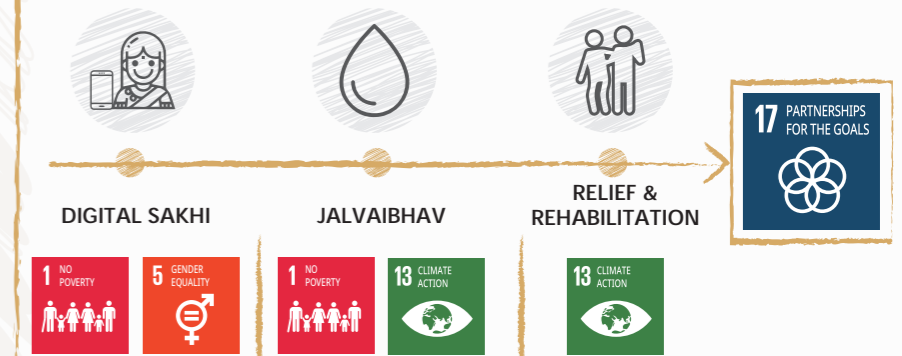 17 PARTNERSHIPS
FOR THE GOALS
DIGITAL SAKHI
JALVAIBHAV
RELIEF &
REHABILITATION
1 NO
POVERTY
5 GENDER
EQUALITY
1 NO
POVERTY
13 CLIMATE
ACTION
13 CLIMATE
ACTION